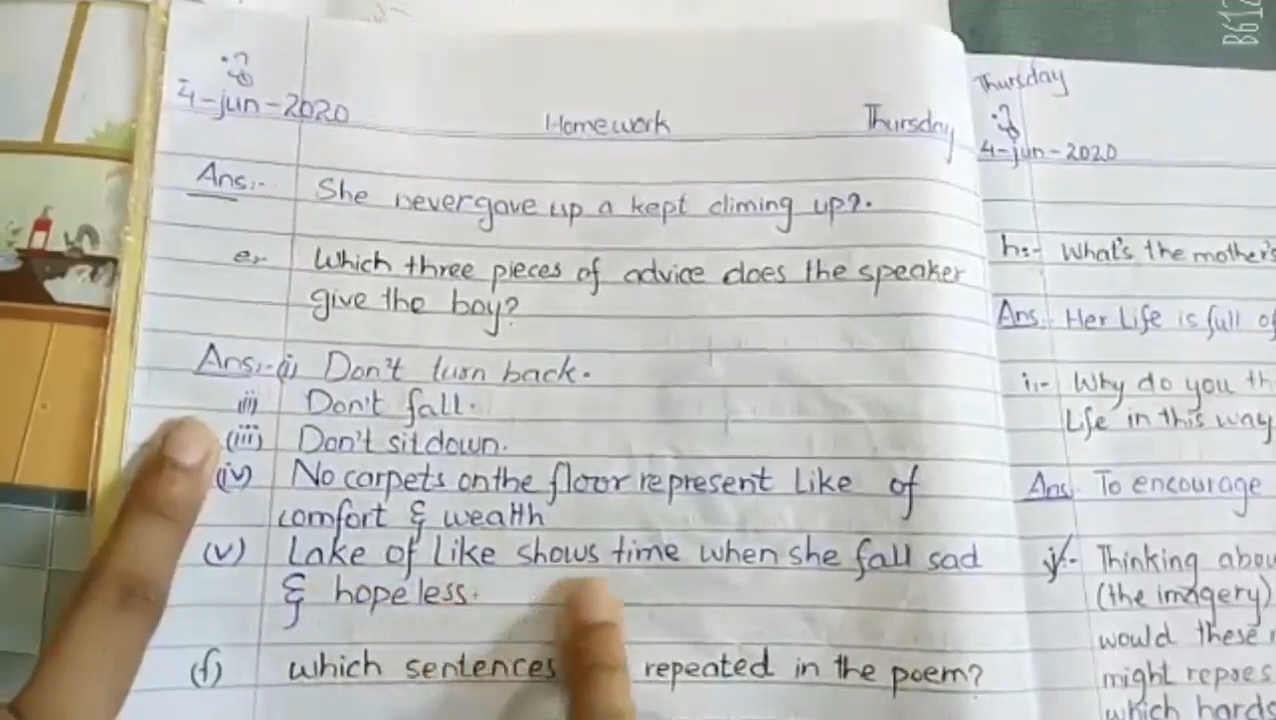 B612
4-jun-2020 Homework Thursday
Ans:- She never gave up a kept climing up?.
e:- Which three pieces of advice does the speaker
give the boy?
Ans:- (i) Don't turn back.
(ii) Don't fall.
(iii) Don't sit down.
(iv) No carpets on the floor represent Like of
comfort & wealth
(v) Lake of like shows time when she fall sad
& hopeless.
(f) which sentences repeated in the poem?
Thursday
4-jun-2020
h:- What's the mother's
Ans. Her Life is full of
i:- Why do you th
Life in this way
Ans. To encourage
j:- Thinking abou
(the imagery)
would these
might repres
which hards